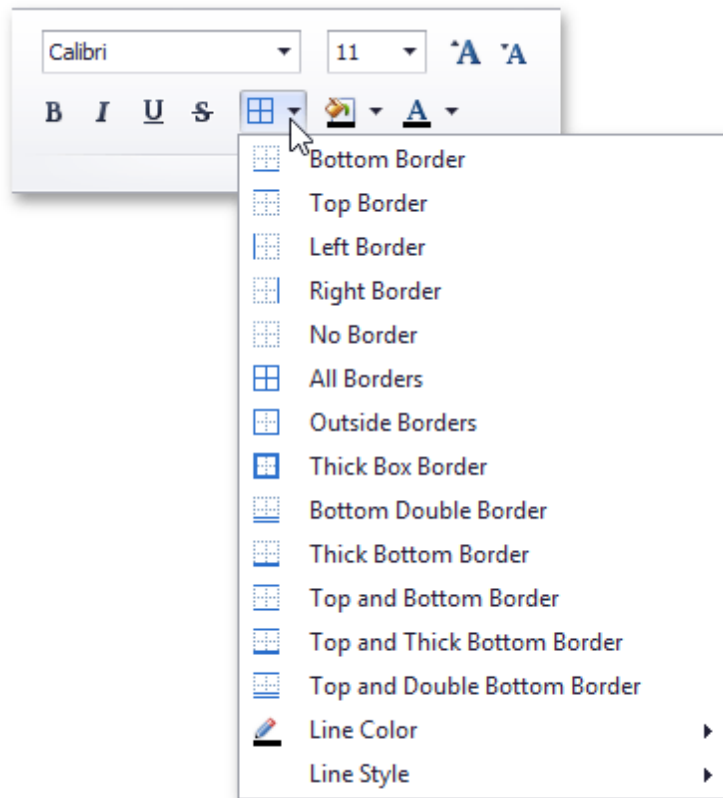 Calibri 11 A A
B I U S A
Bottom Border
Top Border
Left Border
Right Border
No Border
All Borders
Outside Borders
Thick Box Border
Bottom Double Border
Thick Bottom Border
Top and Bottom Border
Top and Thick Bottom Border
Top and Double Bottom Border
Line Color
Line Style